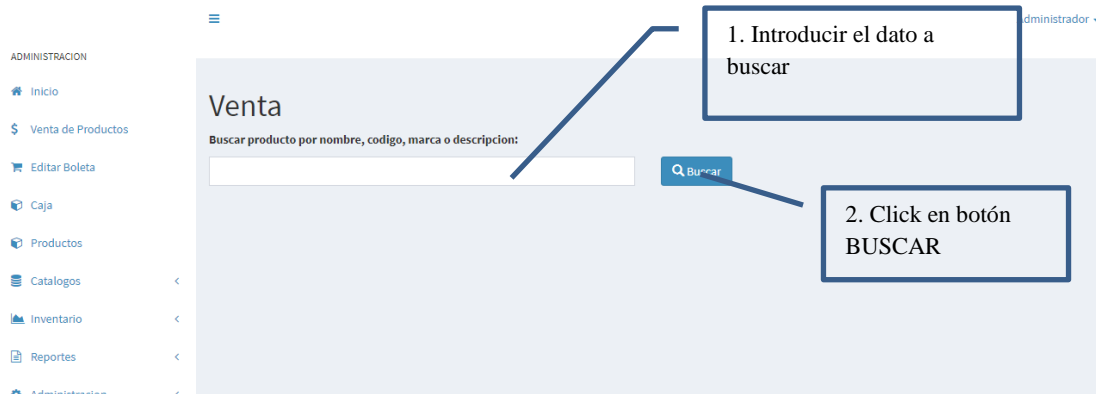 Administrador
1. Introducir el dato a
buscar
ADMINISTRACION
Inicio
Venta de Productos
Editar Boleta
Caja
Productos
Catalogos
Inventario
Reportes
Administracion
Venta
Buscar producto por nombre, codigo, marca o descripcion:
Buscar
2. Click en botón
BUSCAR